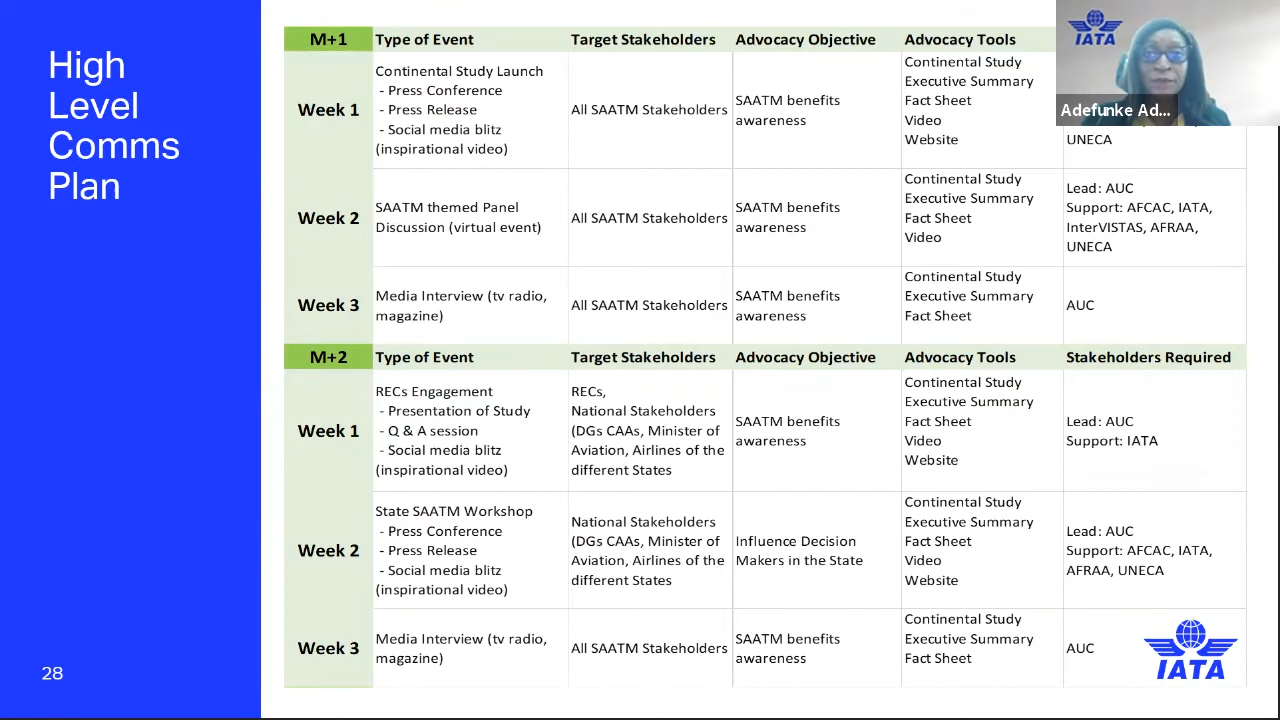 High
Level
Comms
Plan
28
M+1 Type of Event Target Stakeholders Advocacy Objective Advocacy Tools
Week 1
Continental Study Launch
- Press Conference
- Press Release
- Social media blitz
(inspirational video)
All SAATM Stakeholders
SAATM benefits
awareness
Continental Study
Executive Summary
Fact Sheet
Video
Website
UNECA
Week 2
SAATM themed Panel
Discussion (virtual event)
All SAATM Stakeholders
SAATM benefits
awareness
Continental Study
Executive Summary
Fact Sheet
Video
Lead: AUC
Support: AFCAC, IATA,
InterVISTAS, AFRAA,
UNECA
Week 3
Media Interview (tv radio,
magazine)
All SAATM Stakeholders
SAATM benefits
awareness
Continental Study
Executive Summary
Fact Sheet
AUC
M+2 Type of Event Target Stakeholders Advocacy Objective Advocacy Tools Stakeholders Required
Week 1
RECs Engagement
- Presentation of Study
- Q & A session
- Social media blitz
(inspirational video)
RECs,
National Stakeholders
(DGs CAAs, Minister of
Aviation, Airlines of the
different States
SAATM benefits
awareness
Continental Study
Executive Summary
Fact Sheet
Video
Website
Lead: AUC
Support: IATA
Week 2
State SAATM Workshop
- Press Conference
- Press Release
- Social media blitz
(inspirational video)
National Stakeholders
(DGs CAAs, Minister of
Aviation, Airlines of the
different States
Influence Decision
Makers in the State
Continental Study
Executive Summary
Fact Sheet
Video
Website
Lead: AUC
Support: AFCAC, IATA,
AFRAA, UNECA
Week 3
Media Interview (tv radio,
magazine)
All SAATM Stakeholders
SAATM benefits
awareness
Continental Study
Executive Summary
Fact Sheet
AUC
IATA
IATA
Adefunke Ad...